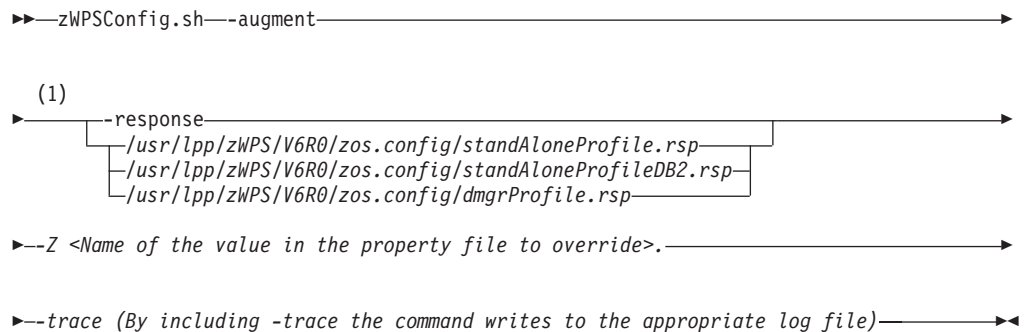 zWPSConfig.sh -augment
(1)
-response
/usr/lpp/zWPS/V6R0/zos.config/standAloneProfile.rsp
/usr/lpp/zWPS/V6R0/zos.config/standAloneProfileDB2.rsp
/usr/lpp/zWPS/V6R0/zos.config/dmgrProfile.rsp
-Z <Name of the value in the property file to override>.
-trace (By including -trace the command writes to the appropriate log file)